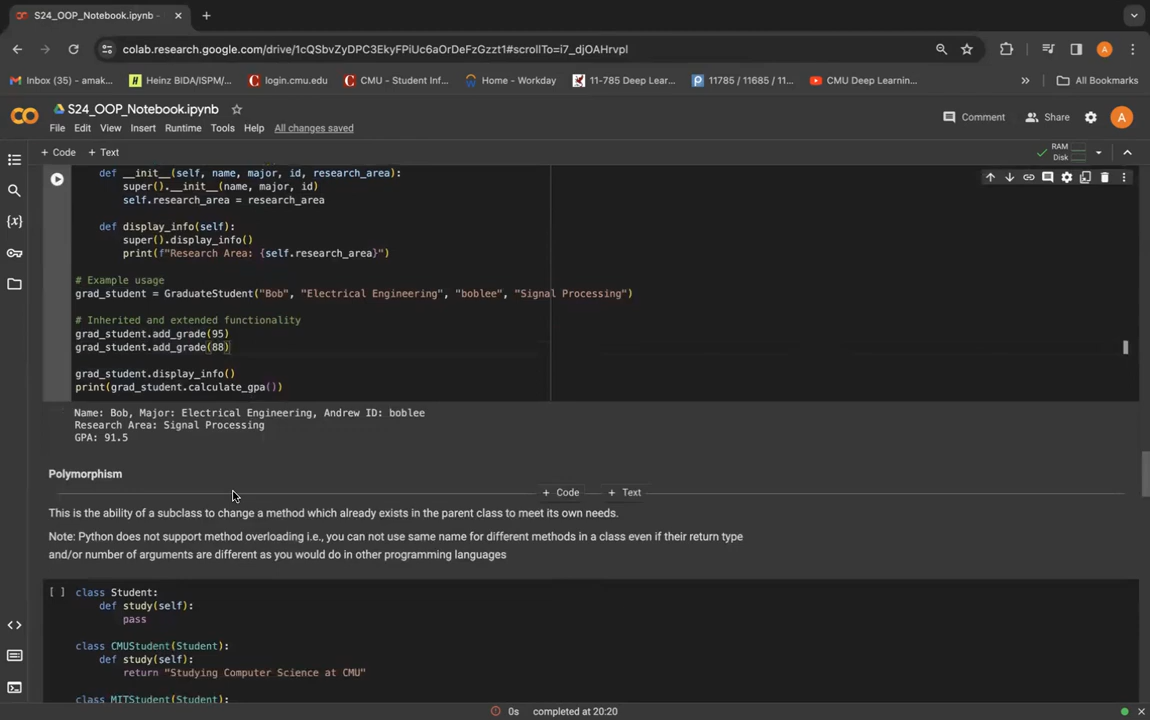 S24_OOP_Notebook.ipynb -
colab.research.google.com/drive/1cQSbvZyDPC3EkyFPiUc6aOrDeFzGzzt1#scrollTo=i7_djOAHrvpl
A
Inbox (35) - amak...
Heinz BIDA/ISPM/...
login.cmu.edu
CMU - Student Inf...
Home - Workday
11-785 Deep Lear...
11785 / 11685 / 11...
CMU Deep Learnin...
All Bookmarks
S24_OOP_Notebook.ipynb
Comment
Share
A
File Edit View Insert Runtime Tools Help All changes saved
+ Code + Text
RAM
Disk
def __init__(self, name, major, id, research_area):
super().__init__(name, major, id)
self.research_area = research_area
def display_info(self):
super().display_info()
print(f"Research Area: {self.research_area}")
# Example usage
grad_student = GraduateStudent("Bob", "Electrical Engineering", "boblee", "Signal Processing")
# Inherited and extended functionality
grad_student.add_grade(95)
grad_student.add_grade(88)
grad_student.display_info()
print(grad_student.calculate_gpa())
Name: Bob, Major: Electrical Engineering, Andrew ID: boblee
Research Area: Signal Processing
GPA: 91.5
Polymorphism
+ Code + Text
This is the ability of a subclass to change a method which already exists in the parent class to meet its own needs.
Note: Python does not support method overloading i.e., you can not use same name for different methods in a class even if their return type
and/or number of arguments are different as you would do in other programming languages
[ ] class Student:
def study(self):
pass
class CMUStudent(Student):
def study(self):
return "Studying Computer Science at CMU"
class MITStudent(Student):
0s completed at 20:20